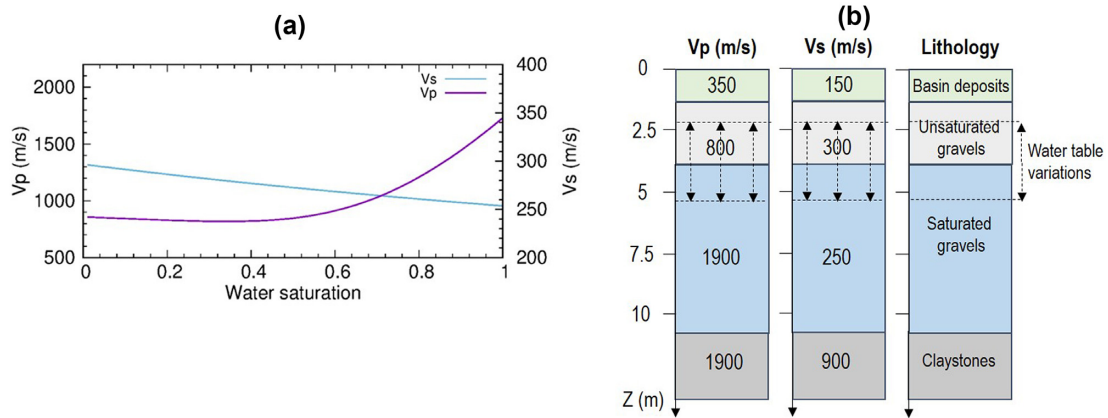 (a)
Vs
Vp
2000
1500
1000
500
Vp (m/s)
400
350
300
250
200
Vs (m/s)
0
0.2
0.4
0.6
0.8
1
Water saturation
(b)
Vp (m/s)
Vs (m/s)
Lithology
0
2.5
5
7.5
10
Z (m)
350
150
Basin deposits
800
300
Unsaturated
gravels
Water table
variations
1900
250
Saturated
gravels
1900
900
Claystones